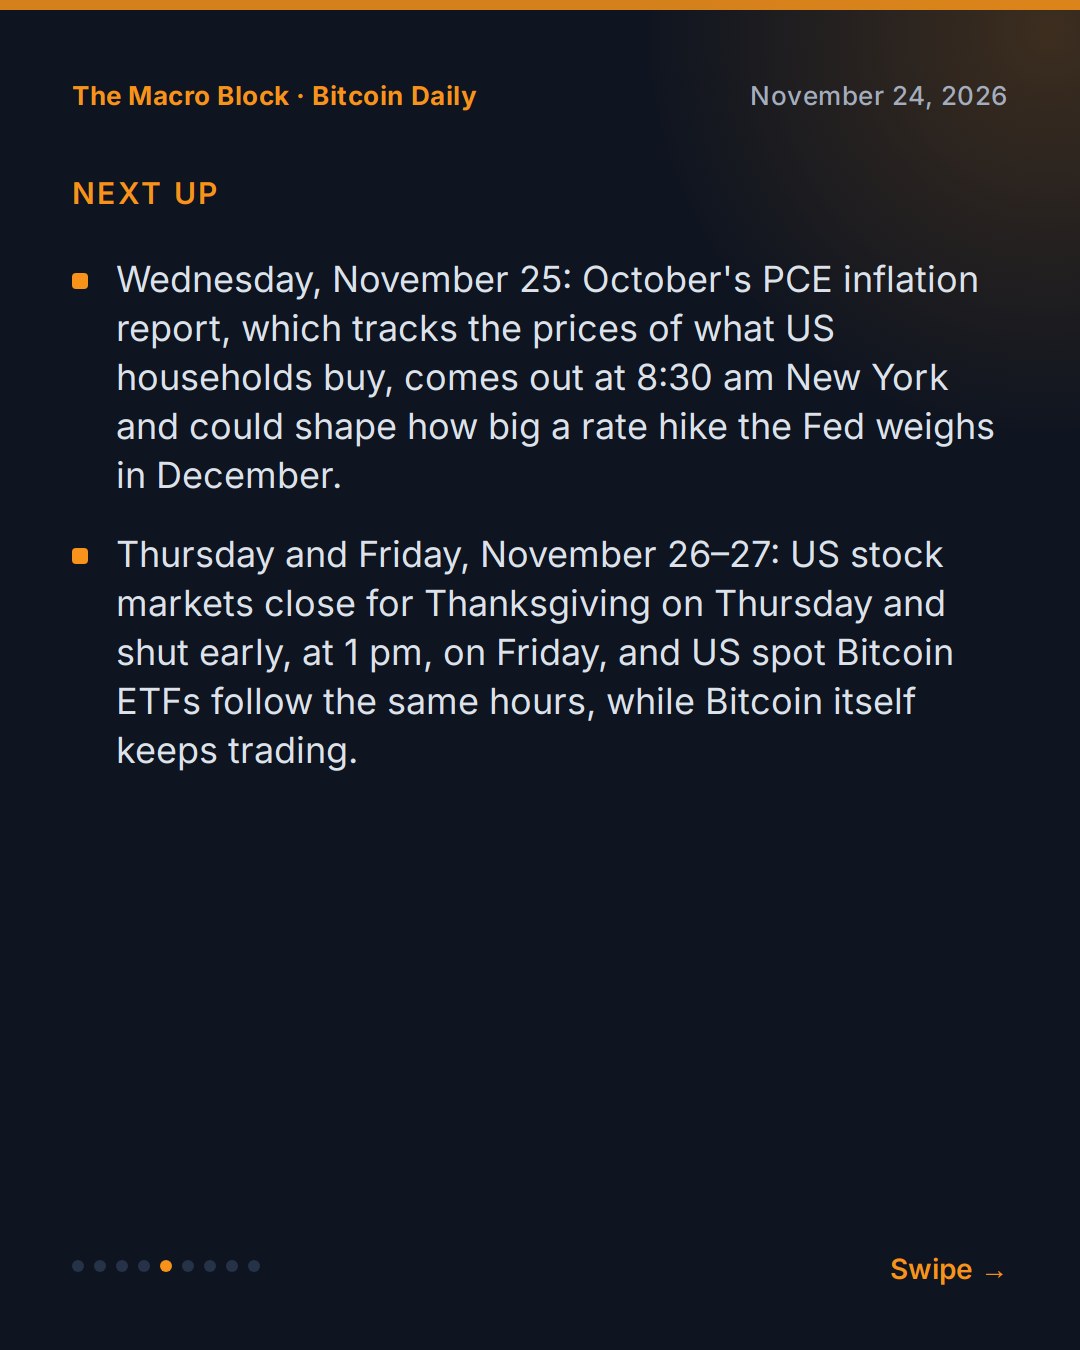 The Macro Block · Bitcoin Daily
November 24, 2026
NEXT UP
Wednesday, November 25: October's PCE inflation
report, which tracks the prices of what US
households buy, comes out at 8:30 am New York
and could shape how big a rate hike the Fed weighs
in December.
Thursday and Friday, November 26–27: US stock
markets close for Thanksgiving on Thursday and
shut early, at 1 pm, on Friday, and US spot Bitcoin
ETFs follow the same hours, while Bitcoin itself
keeps trading.
Swipe →